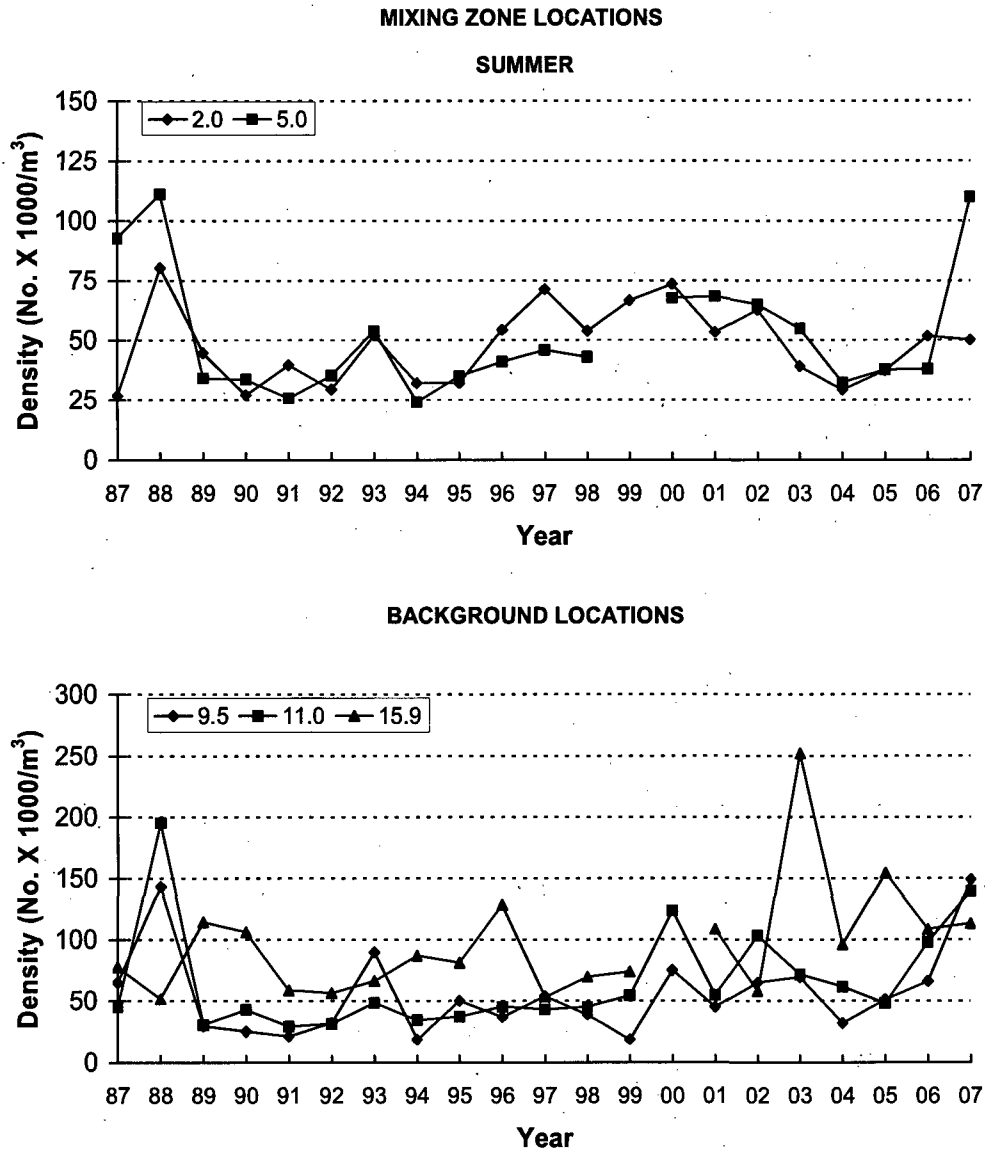 MIXING ZONE LOCATIONS
SUMMER
Density (No. X 1000/m³)
150
125
100
75
50
25
0
2.0 5.0
87 88 89 90 91 92 93 94 95 96 97 98 99 00 01 02 03 04 05 06 07
Year
BACKGROUND LOCATIONS
Density (No. X 1000/m³)
300
250
200
150
100
50
0
9.5 11.0 15.9
87 88 89 90 91 92 93 94 95 96 97 98 99 00 01 02 03 04 05 06 07
Year